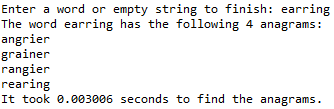 Enter a word or empty string to finish: earring
The word earring has the following 4 anagrams:
angrier
grainer
rangier
rearing
It took 0.003006 seconds to find the anagrams.